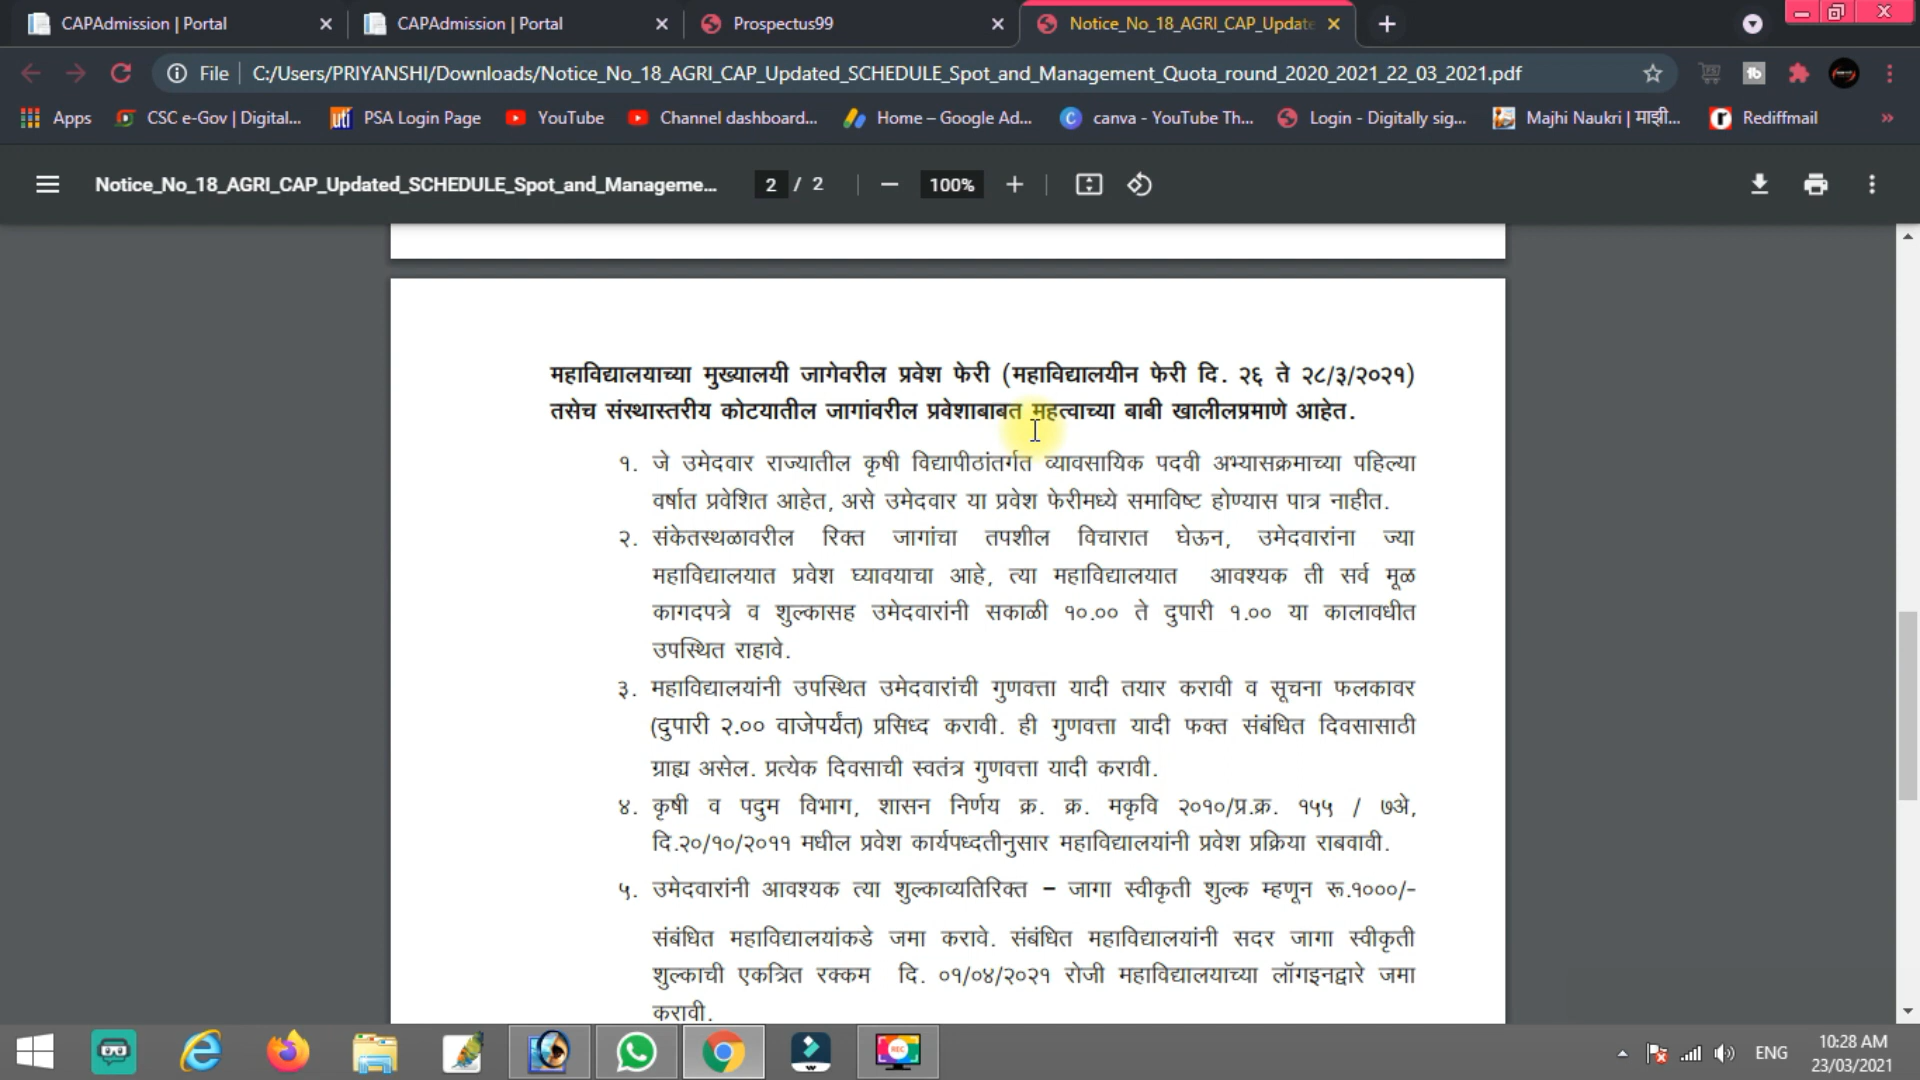 CAPAdmission | Portal
CAPAdmission | Portal
Prospectus99
Notice_No_18_AGRI_CAP_Update
File
C:/Users/PRIYANSHI/Downloads/Notice_No_18_AGRI_CAP_Updated_SCHEDULE_Spot_and_Management_Quota_round_2020_2021_22_03_2021.pdf
Apps
CSC e-Gov | Digital...
uti
PSA Login Page
YouTube
Channel dashboard...
Home – Google Ad...
canva - YouTube Th...
Login - Digitally sig...
Majhi Naukri | माझी...
Rediffmail
Notice_No_18_AGRI_CAP_Updated_SCHEDULE_Spot_and_Manageme...
2 / 2
100%
महाविद्यालयाच्या मुख्यालयी जागेवरील प्रवेश फेरी (महाविद्यालयीन फेरी दि. २६ ते २८/३/२०२१)
तसेच संस्थास्तरीय कोटयातील जागांवरील प्रवेशाबाबत महत्वाच्या बाबी खालीलप्रमाणे आहेत.
१. जे उमेदवार राज्यातील कृषी विद्यापीठांतर्गत व्यावसायिक पदवी अभ्यासक्रमाच्या पहिल्या
वर्षात प्रवेशित आहेत, असे उमेदवार या प्रवेश फेरीमध्ये समाविष्ट होण्यास पात्र नाहीत.
२. संकेतस्थळावरील रिक्त जागांचा तपशील विचारात घेऊन, उमेदवारांना ज्या
महाविद्यालयात प्रवेश घ्यावयाचा आहे, त्या महाविद्यालयात आवश्यक ती सर्व मूळ
कागदपत्रे व शुल्कासह उमेदवारांनी सकाळी १०.०० ते दुपारी १.०० या कालावधीत
उपस्थित राहावे.
३. महाविद्यालयांनी उपस्थित उमेदवारांची गुणवत्ता यादी तयार करावी व सूचना फलकावर
(दुपारी २.०० वाजेपर्यंत) प्रसिध्द करावी. ही गुणवत्ता यादी फक्त संबंधित दिवसासाठी
ग्राह्य असेल. प्रत्येक दिवसाची स्वतंत्र गुणवत्ता यादी करावी.
४. कृषी व पदुम विभाग, शासन निर्णय क्र. क्र. मकृवि २०१०/प्र.क्र. १५५ / ७अे,
दि.२०/१०/२०११ मधील प्रवेश कार्यपध्दतीनुसार महाविद्यालयांनी प्रवेश प्रक्रिया राबवावी.
५. उमेदवारांनी आवश्यक त्या शुल्काव्यतिरिक्त – जागा स्वीकृती शुल्क म्हणून रू.१०००/-
संबंधित महाविद्यालयांकडे जमा करावे. संबंधित महाविद्यालयांनी सदर जागा स्वीकृती
शुल्काची एकत्रित रक्कम दि. ०१/०४/२०२१ रोजी महाविद्यालयाच्या लॉगइनद्वारे जमा
करावी.
REC
ENG
10:28 AM
23/03/2021